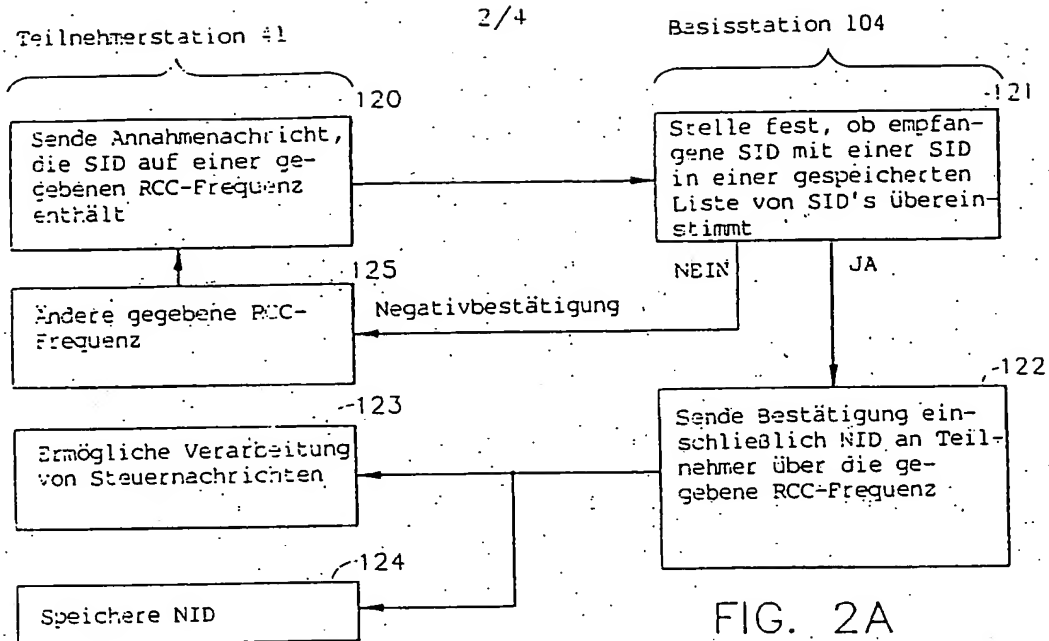 2/4
Teilnehmerstation 41
Basisstation 104
120
Sende Annahmenachricht,
die SID auf einer ge-
gebenen RCC-Frequenz
enthält
121
Stelle fest, ob empfan-
gene SID mit einer SID
in einer gespeicherten
Liste von SID's überein-
stimmt
NEIN
JA
125
Ändere gegebene RCC-
Frequenz
Negativbestätigung
122
Sende Bestätigung ein-
schließlich NID an Teil-
nehmer über die ge-
gebene RCC-Frequenz
123
Ermögliche Verarbeitung
von Steuernachrichten
124
Speichere NID
FIG. 2A